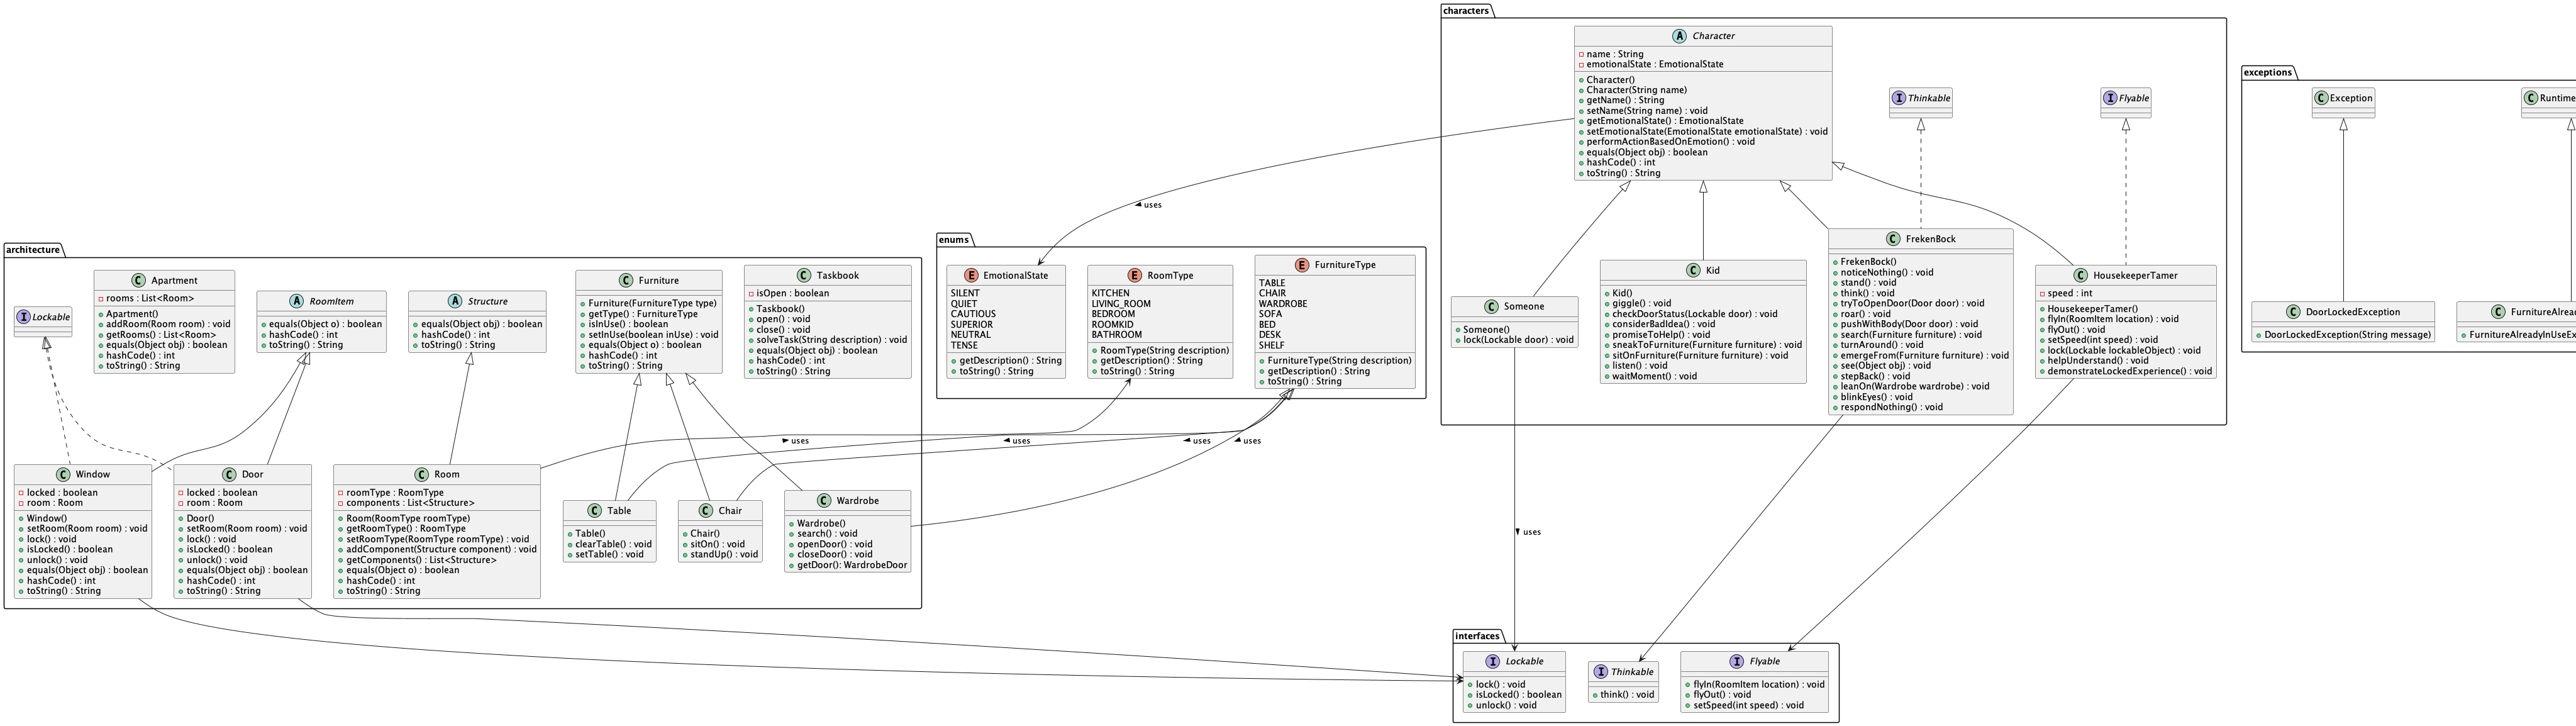 characters
Character
name : String
emotionalState : EmotionalState
Character()
Character(String name)
getName() : String
setName(String name) : void
getEmotionalState() : EmotionalState
setEmotionalState(EmotionalState emotionalState) : void
performActionBasedOnEmotion() : void
equals(Object obj) : boolean
hashCode() : int
toString() : String
Thinkable
Flyable
exceptions
Exception
Runtime
uses
architecture
Lockable
Apartment
rooms : List<Room>
Apartment()
addRoom(Room room) : void
getRooms() : List<Room>
equals(Object obj) : boolean
hashCode() : int
toString() : String
RoomItem
equals(Object o) : boolean
hashCode() : int
toString() : String
Structure
equals(Object obj) : boolean
hashCode() : int
toString() : String
Furniture
Furniture(FurnitureType type)
getType() : FurnitureType
isInUse() : boolean
setInUse(boolean inUse) : void
equals(Object o) : boolean
hashCode() : int
toString() : String
Taskbook
isOpen : boolean
Taskbook()
open() : void
close() : void
solveTask(String description) : void
equals(Object obj) : boolean
hashCode() : int
toString() : String
enums
EmotionalState
SILENT
QUIET
CAUTIOUS
SUPERIOR
NEUTRAL
TENSE
getDescription() : String
toString() : String
RoomType
KITCHEN
LIVING_ROOM
BEDROOM
ROOMKID
BATHROOM
RoomType(String description)
getDescription() : String
toString() : String
FurnitureType
TABLE
CHAIR
WARDROBE
SOFA
BED
DESK
SHELF
FurnitureType(String description)
getDescription() : String
toString() : String
Someone
Someone()
lock(Lockable door) : void
Kid
Kid()
giggle() : void
checkDoorStatus(Lockable door) : void
considerBadIdea() : void
promiseToHelp() : void
sneakToFurniture(Furniture furniture) : void
sitOnFurniture(Furniture furniture) : void
listen() : void
waitMoment() : void
FrekenBock
FrekenBock()
noticeNothing() : void
stand() : void
think() : void
tryToOpenDoor(Door door) : void
roar() : void
pushWithBody(Door door) : void
search(Furniture furniture) : void
turnAround() : void
emergeFrom(Furniture furniture) : void
see(Object obj) : void
stepBack() : void
leanOn(Wardrobe wardrobe) : void
blinkEyes() : void
respondNothing() : void
HousekeeperTamer
speed : int
HousekeeperTamer()
flyIn(RoomItem location) : void
flyOut() : void
setSpeed(int speed) : void
lock(Lockable lockableObject) : void
helpUnderstand() : void
demonstrateLockedExperience() : void
DoorLockedException
DoorLockedException(String message)
FurnitureAlrea
FurnitureAlreadyInUseEx
uses
uses
uses
uses
Window
locked : boolean
room : Room
Window()
setRoom(Room room) : void
lock() : void
isLocked() : boolean
unlock() : void
equals(Object obj) : boolean
hashCode() : int
toString() : String
Door
locked : boolean
room : Room
Door()
setRoom(Room room) : void
lock() : void
isLocked() : boolean
unlock() : void
equals(Object obj) : boolean
hashCode() : int
toString() : String
Room
roomType : RoomType
components : List<Structure>
Room(RoomType roomType)
getRoomType() : RoomType
setRoomType(RoomType roomType) : void
addComponent(Structure component) : void
getComponents() : List<Structure>
equals(Object o) : boolean
hashCode() : int
toString() : String
Table
Table()
clearTable() : void
setTable() : void
Chair
Chair()
sitOn() : void
standUp() : void
Wardrobe
Wardrobe()
search() : void
openDoor() : void
closeDoor() : void
getDoor(): WardrobeDoor
uses
interfaces
Lockable
lock() : void
isLocked() : boolean
unlock() : void
Thinkable
think() : void
Flyable
flyIn(RoomItem location) : void
flyOut() : void
setSpeed(int speed) : void